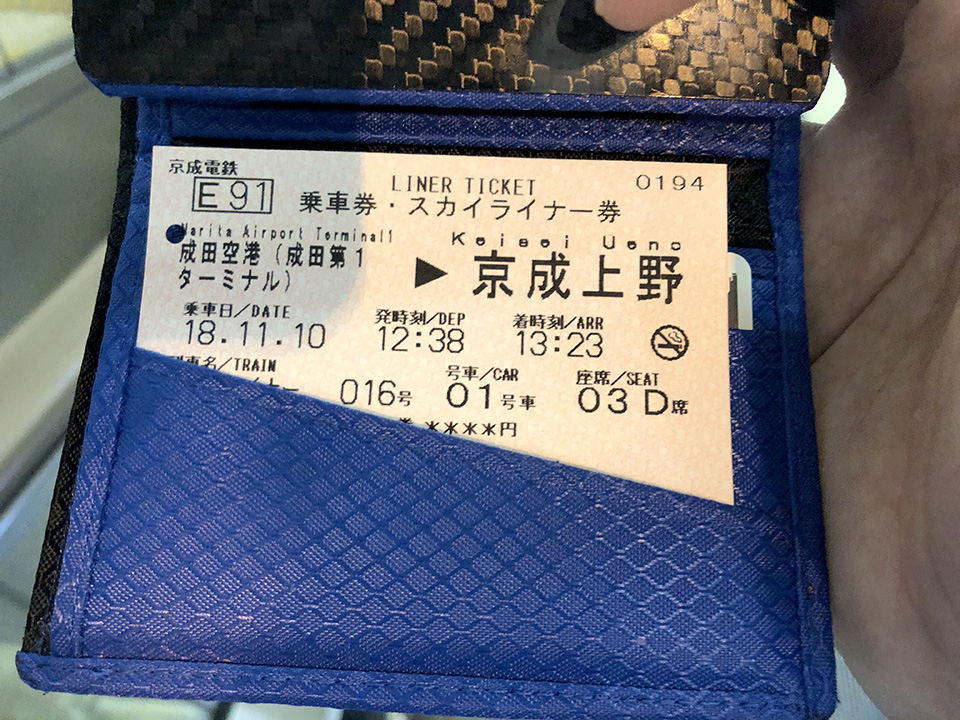 京成電鉄
E91 LINER TICKET 0194
乗車券・スカイライナー券
Narita Airport Terminal1 Keisei Ueno
成田空港(成田第1
ターミナル) ▶ 京成上野
乗車日/DATE 発時刻/DEP 着時刻/ARR
18.11.10 12:38 13:23
車名/TRAIN 号車/CAR 座席/SEAT
016号 01号車 03D席
****円